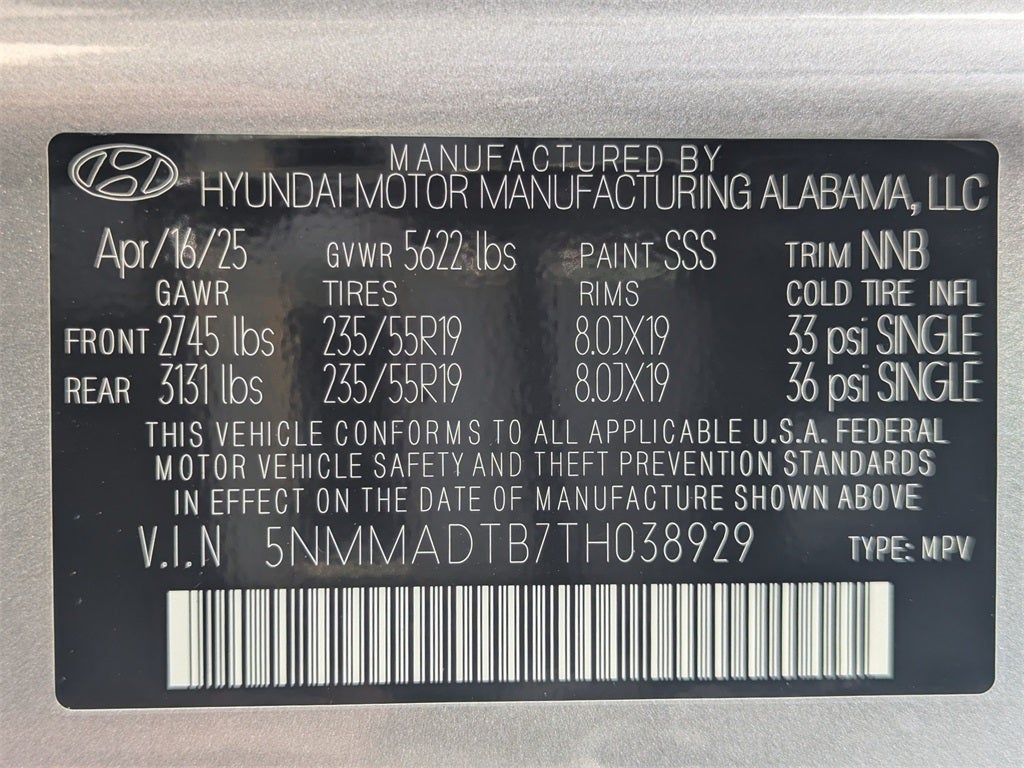 MANUFACTURED BY
HYUNDAI MOTOR MANUFACTURING ALABAMA, LLC
Apr/16/25 GVWR 5622 lbs PAINT SSS TRIM NNB
GAWR TIRES RIMS COLD TIRE INFL
FRONT 2745 lbs 235/55R19 8.0JX19 33 psi SINGLE
REAR 3131 lbs 235/55R19 8.0JX19 36 psi SINGLE
THIS VEHICLE CONFORMS TO ALL APPLICABLE U.S.A. FEDERAL
MOTOR VEHICLE SAFETY AND THEFT PREVENTION STANDARDS
IN EFFECT ON THE DATE OF MANUFACTURE SHOWN ABOVE
V.I.N 5NMMADTB7TH038929 TYPE: MPV